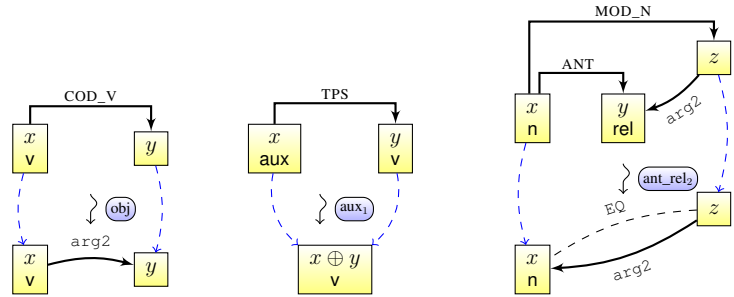 COD_V
x
v
y
obj
arg2
x
v
y
TPS
x
aux
y
v
aux₁
x ⊕ y
v
MOD_N
z
ANT
x
n
y
rel
arg2
ant_rel₂
EQ
z
x
n
arg2